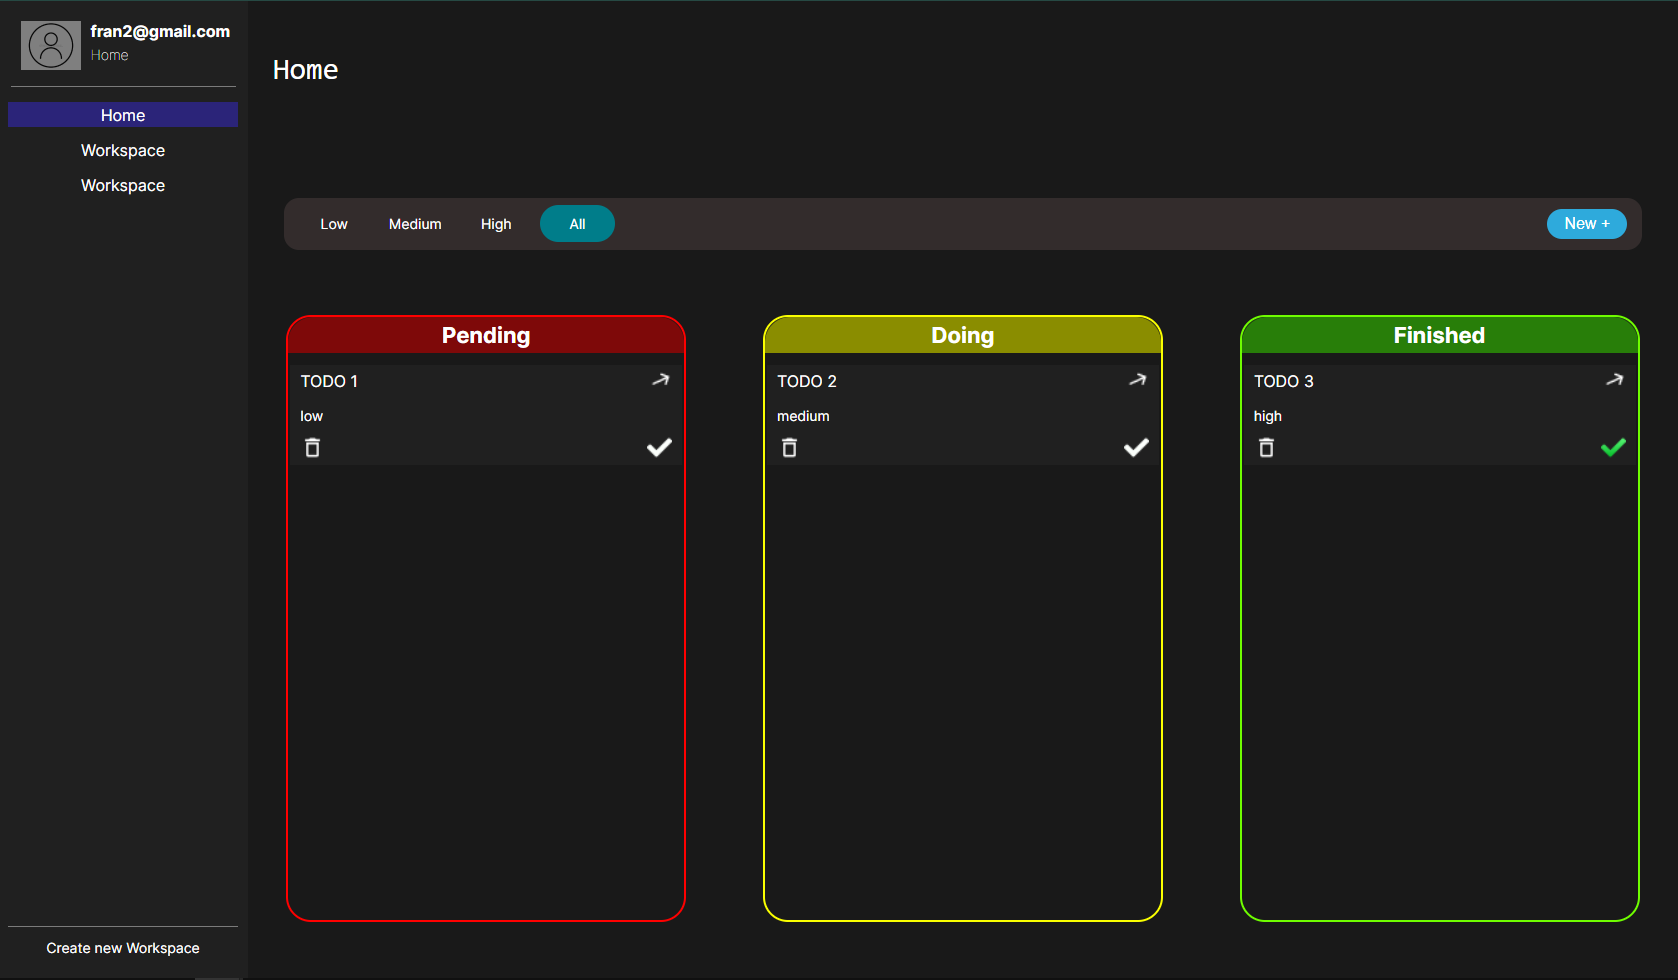 fran2@gmail.com
Home
Home
Workspace
Workspace
Create new Workspace
Home
Low Medium High All New +
Pending
TODO 1
low
Doing
TODO 2
medium
Finished
TODO 3
high